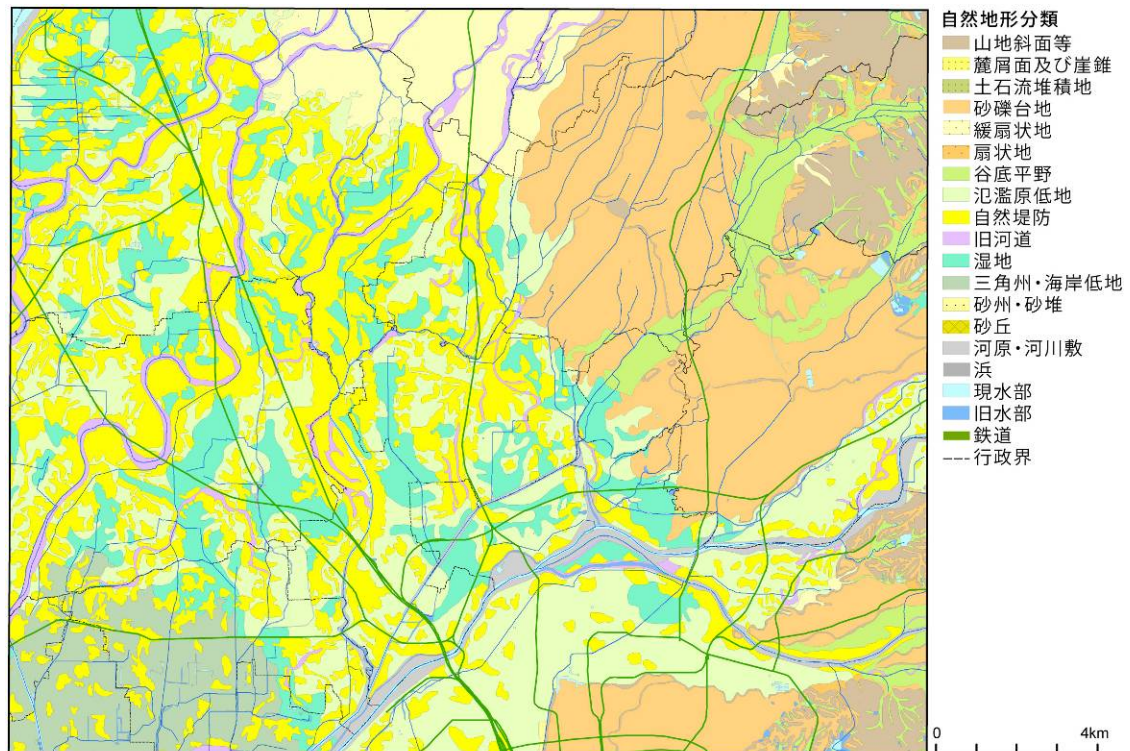 自然地形分類
山地斜面等
麓屑面及び崖錐
土石流堆積地
砂礫台地
緩扇状地
扇状地
谷底平野
氾濫原低地
自然堤防
旧河道
湿地
三角州・海岸低地
砂州・砂堆
砂丘
河原・河川敷
浜
現水部
旧水部
鉄道
行政界
0 4km